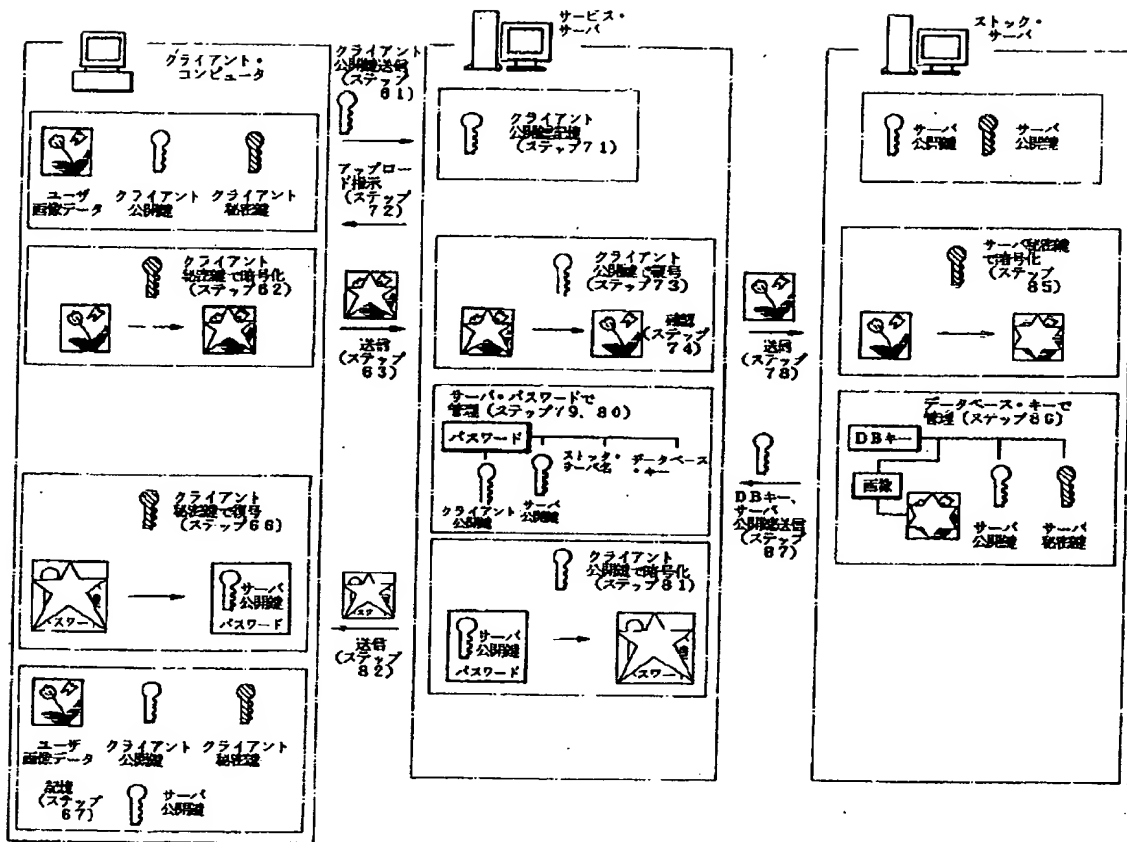 クライアント・
コンピュータ
ユーザ
画像データ
クライアント
公開鍵
クライアント
秘密鍵
クライアント
秘密鍵で暗号化
(ステップ62)
クライアント
秘密鍵で復号
(ステップ66)
スワー
サーバ
公開鍵
パスワード
ユーザ
画像データ
クライアント
公開鍵
クライアント
秘密鍵
記憶
(ステップ
67)
サーバ
公開鍵
クライアント
公開鍵送信
(ステップ
61)
アップロー
ド指示
(ステップ
72)
送信
(ステップ
63)
スワ
送信
(ステップ
82)
サービス・
サーバ
クライアント
公開鍵記憶
(ステップ71)
クライアント
公開鍵で復号
(ステップ73)
確認
(ステップ
74)
サーバ・パスワードで
管理(ステップ79、80)
パスワード
クライアント
公開鍵
サーバ
公開鍵
ストック・
サーバ名
データベース
・キー
クライアント
公開鍵で暗号化
(ステップ81)
サーバ
公開鍵
パスワード
スワード
送信
(ステップ
78)
DBキー、
サーバ
公開鍵送信
(ステップ
87)
ストック・
サーバ
サーバ
公開鍵
サーバ
公開鍵
サーバ秘密鍵
で暗号化
(ステップ
85)
データベース・キーで
管理(ステップ86)
DBキー
画像
サーバ
公開鍵
サーバ
秘密鍵